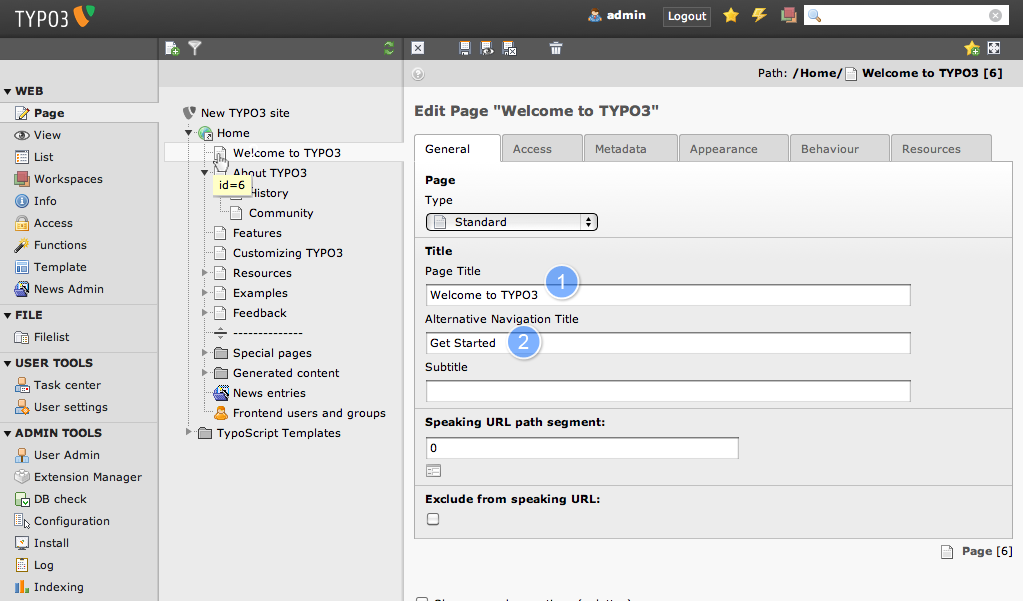 TYPO3
admin
Logout
Path: /Home/ Welcome to TYPO3 [6]
WEB
Page
View
List
Workspaces
Info
Access
Functions
Template
News Admin
FILE
Filelist
USER TOOLS
Task center
User settings
ADMIN TOOLS
User Admin
Extension Manager
DB check
Configuration
Install
Log
Indexing
New TYPO3 site
Home
Welcome to TYPO3
About TYPO3
id=6
History
Community
Features
Customizing TYPO3
Resources
Examples
Feedback
--------------
Special pages
Generated content
News entries
Frontend users and groups
TypoScript Templates
Edit Page "Welcome to TYPO3"
General
Access
Metadata
Appearance
Behaviour
Resources
Page
Type
Standard
Title
Page Title
1
Welcome to TYPO3
Alternative Navigation Title
2
Get Started
Subtitle
Speaking URL path segment:
0
Exclude from speaking URL:
Page [6]